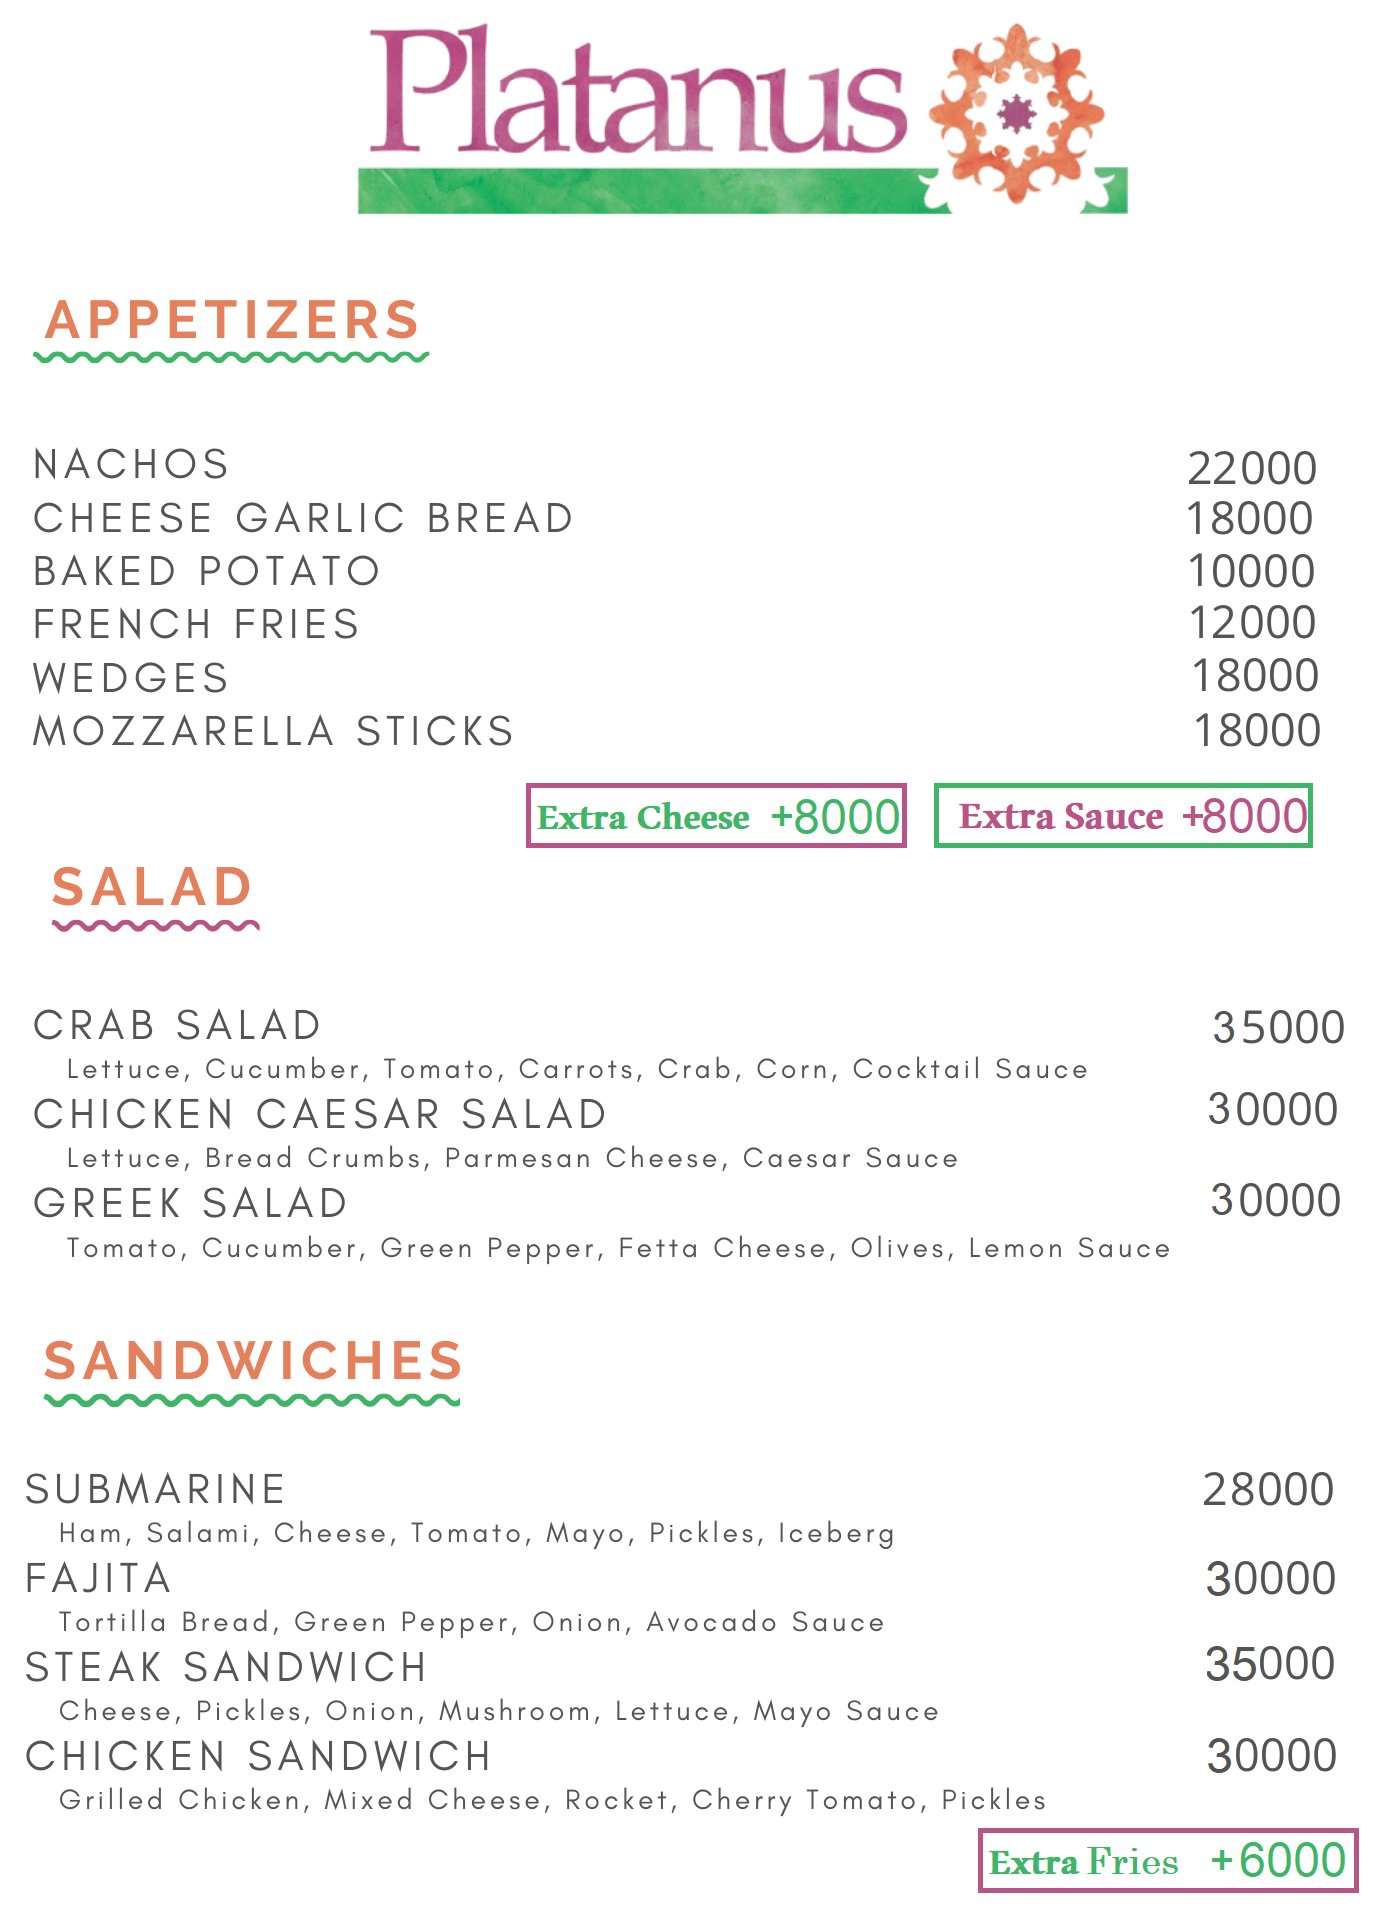 Platanus
APPETIZERS
NACHOS 22000
CHEESE GARLIC BREAD 18000
BAKED POTATO 10000
FRENCH FRIES 12000
WEDGES 18000
MOZZARELLA STICKS 18000
Extra Cheese +8000 Extra Sauce +8000
SALAD
CRAB SALAD 35000
Lettuce, Cucumber, Tomato, Carrots, Crab, Corn, Cocktail Sauce
CHICKEN CAESAR SALAD 30000
Lettuce, Bread Crumbs, Parmesan Cheese, Caesar Sauce
GREEK SALAD 30000
Tomato, Cucumber, Green Pepper, Fetta Cheese, Olives, Lemon Sauce
SANDWICHES
SUBMARINE 28000
Ham, Salami, Cheese, Tomato, Mayo, Pickles, Iceberg
FAJITA 30000
Tortilla Bread, Green Pepper, Onion, Avocado Sauce
STEAK SANDWICH 35000
Cheese, Pickles, Onion, Mushroom, Lettuce, Mayo Sauce
CHICKEN SANDWICH 30000
Grilled Chicken, Mixed Cheese, Rocket, Cherry Tomato, Pickles
Extra Fries +6000